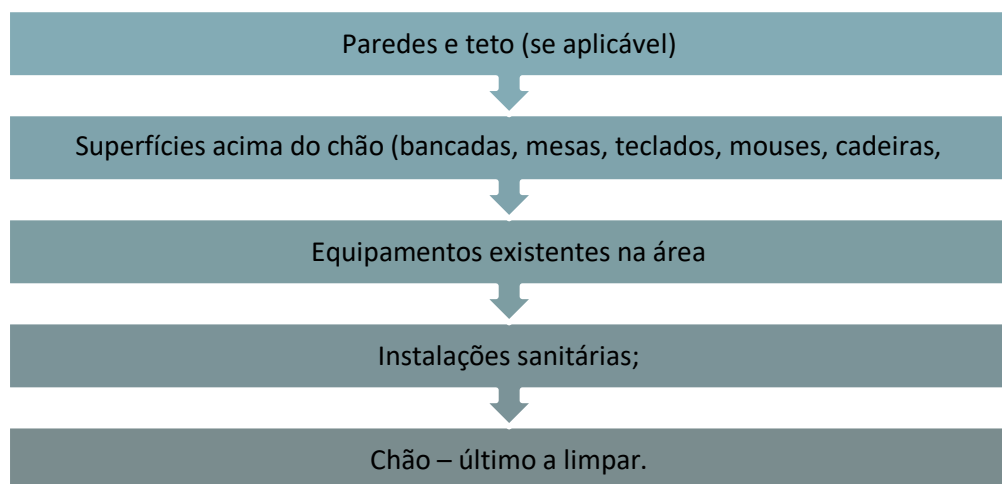 Paredes e teto (se aplicável)
Superfícies acima do chão (bancadas, mesas, teclados, mouses, cadeiras,
Equipamentos existentes na área
Instalações sanitárias;
Chão – último a limpar.